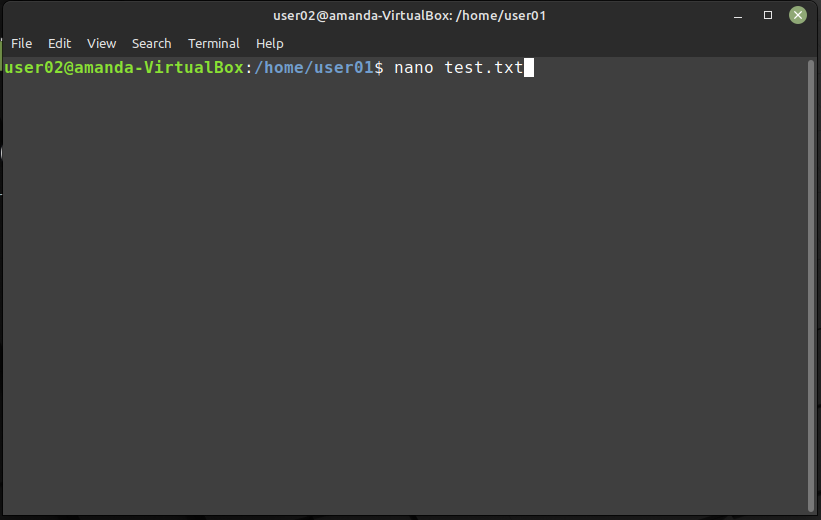 user02@amanda-VirtualBox: /home/user01
File Edit View Search Terminal Help
user02@amanda-VirtualBox:/home/user01$ nano test.txt